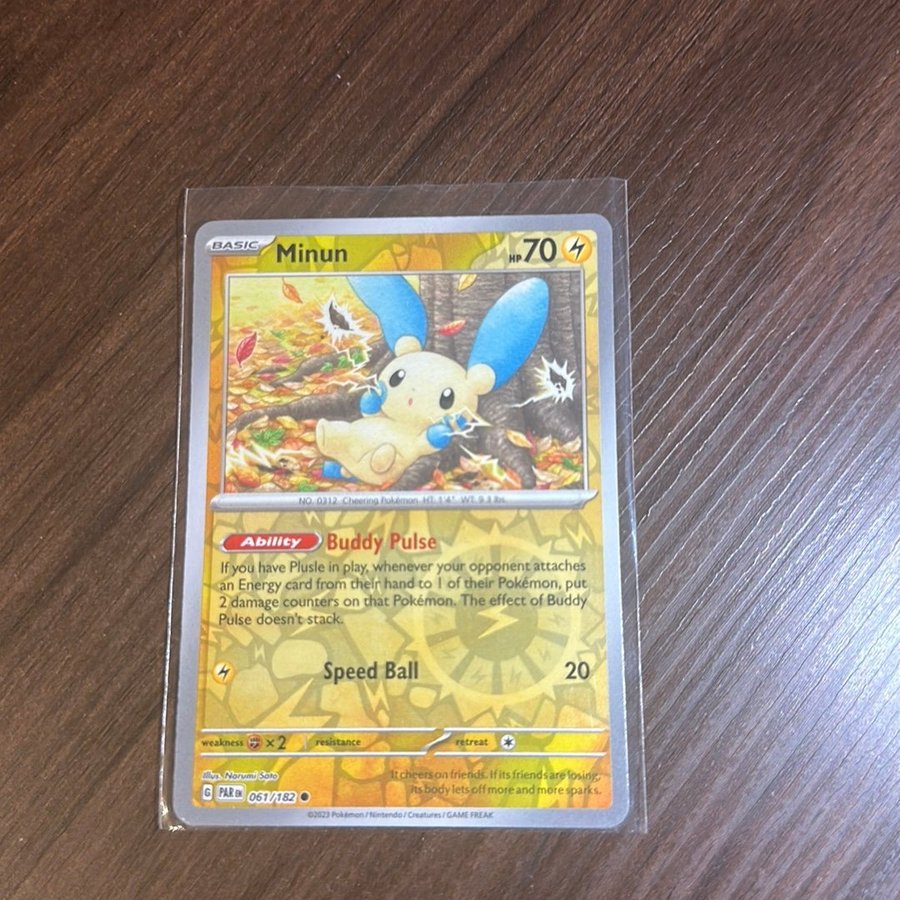 BASIC Minun HP 70
NO. 0312 Cheering Pokémon HT: 1'4" WT: 9.3 lbs.
Ability Buddy Pulse
If you have Plusle in play, whenever your opponent attaches
an Energy card from their hand to 1 of their Pokémon, put
2 damage counters on that Pokémon. The effect of Buddy
Pulse doesn't stack.
Speed Ball 20
weakness ×2 resistance retreat
Illus. Narumi Sato
It cheers on friends. If its friends are losing,
its body lets off more and more sparks.
G PAR EN 061/182
©2023 Pokémon / Nintendo / Creatures / GAME FREAK